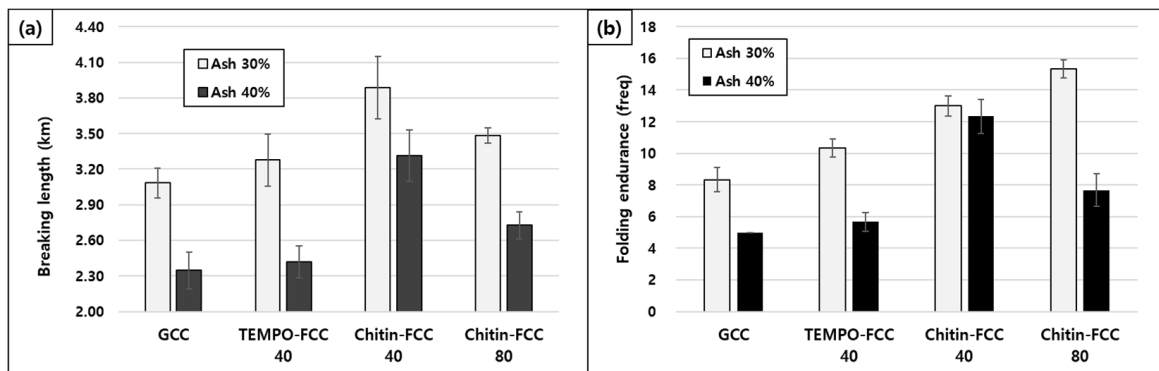 (a)
Breaking length (km)
4.40
4.10
3.80
3.50
3.20
2.90
2.60
2.30
2.00
Ash 30%
Ash 40%
GCC
TEMPO-FCC
40
Chitin-FCC
40
Chitin-FCC
80
(b)
Folding endurance (freq)
18
16
14
12
10
8
6
4
2
0
Ash 30%
Ash 40%
GCC
TEMPO-FCC
40
Chitin-FCC
40
Chitin-FCC
80